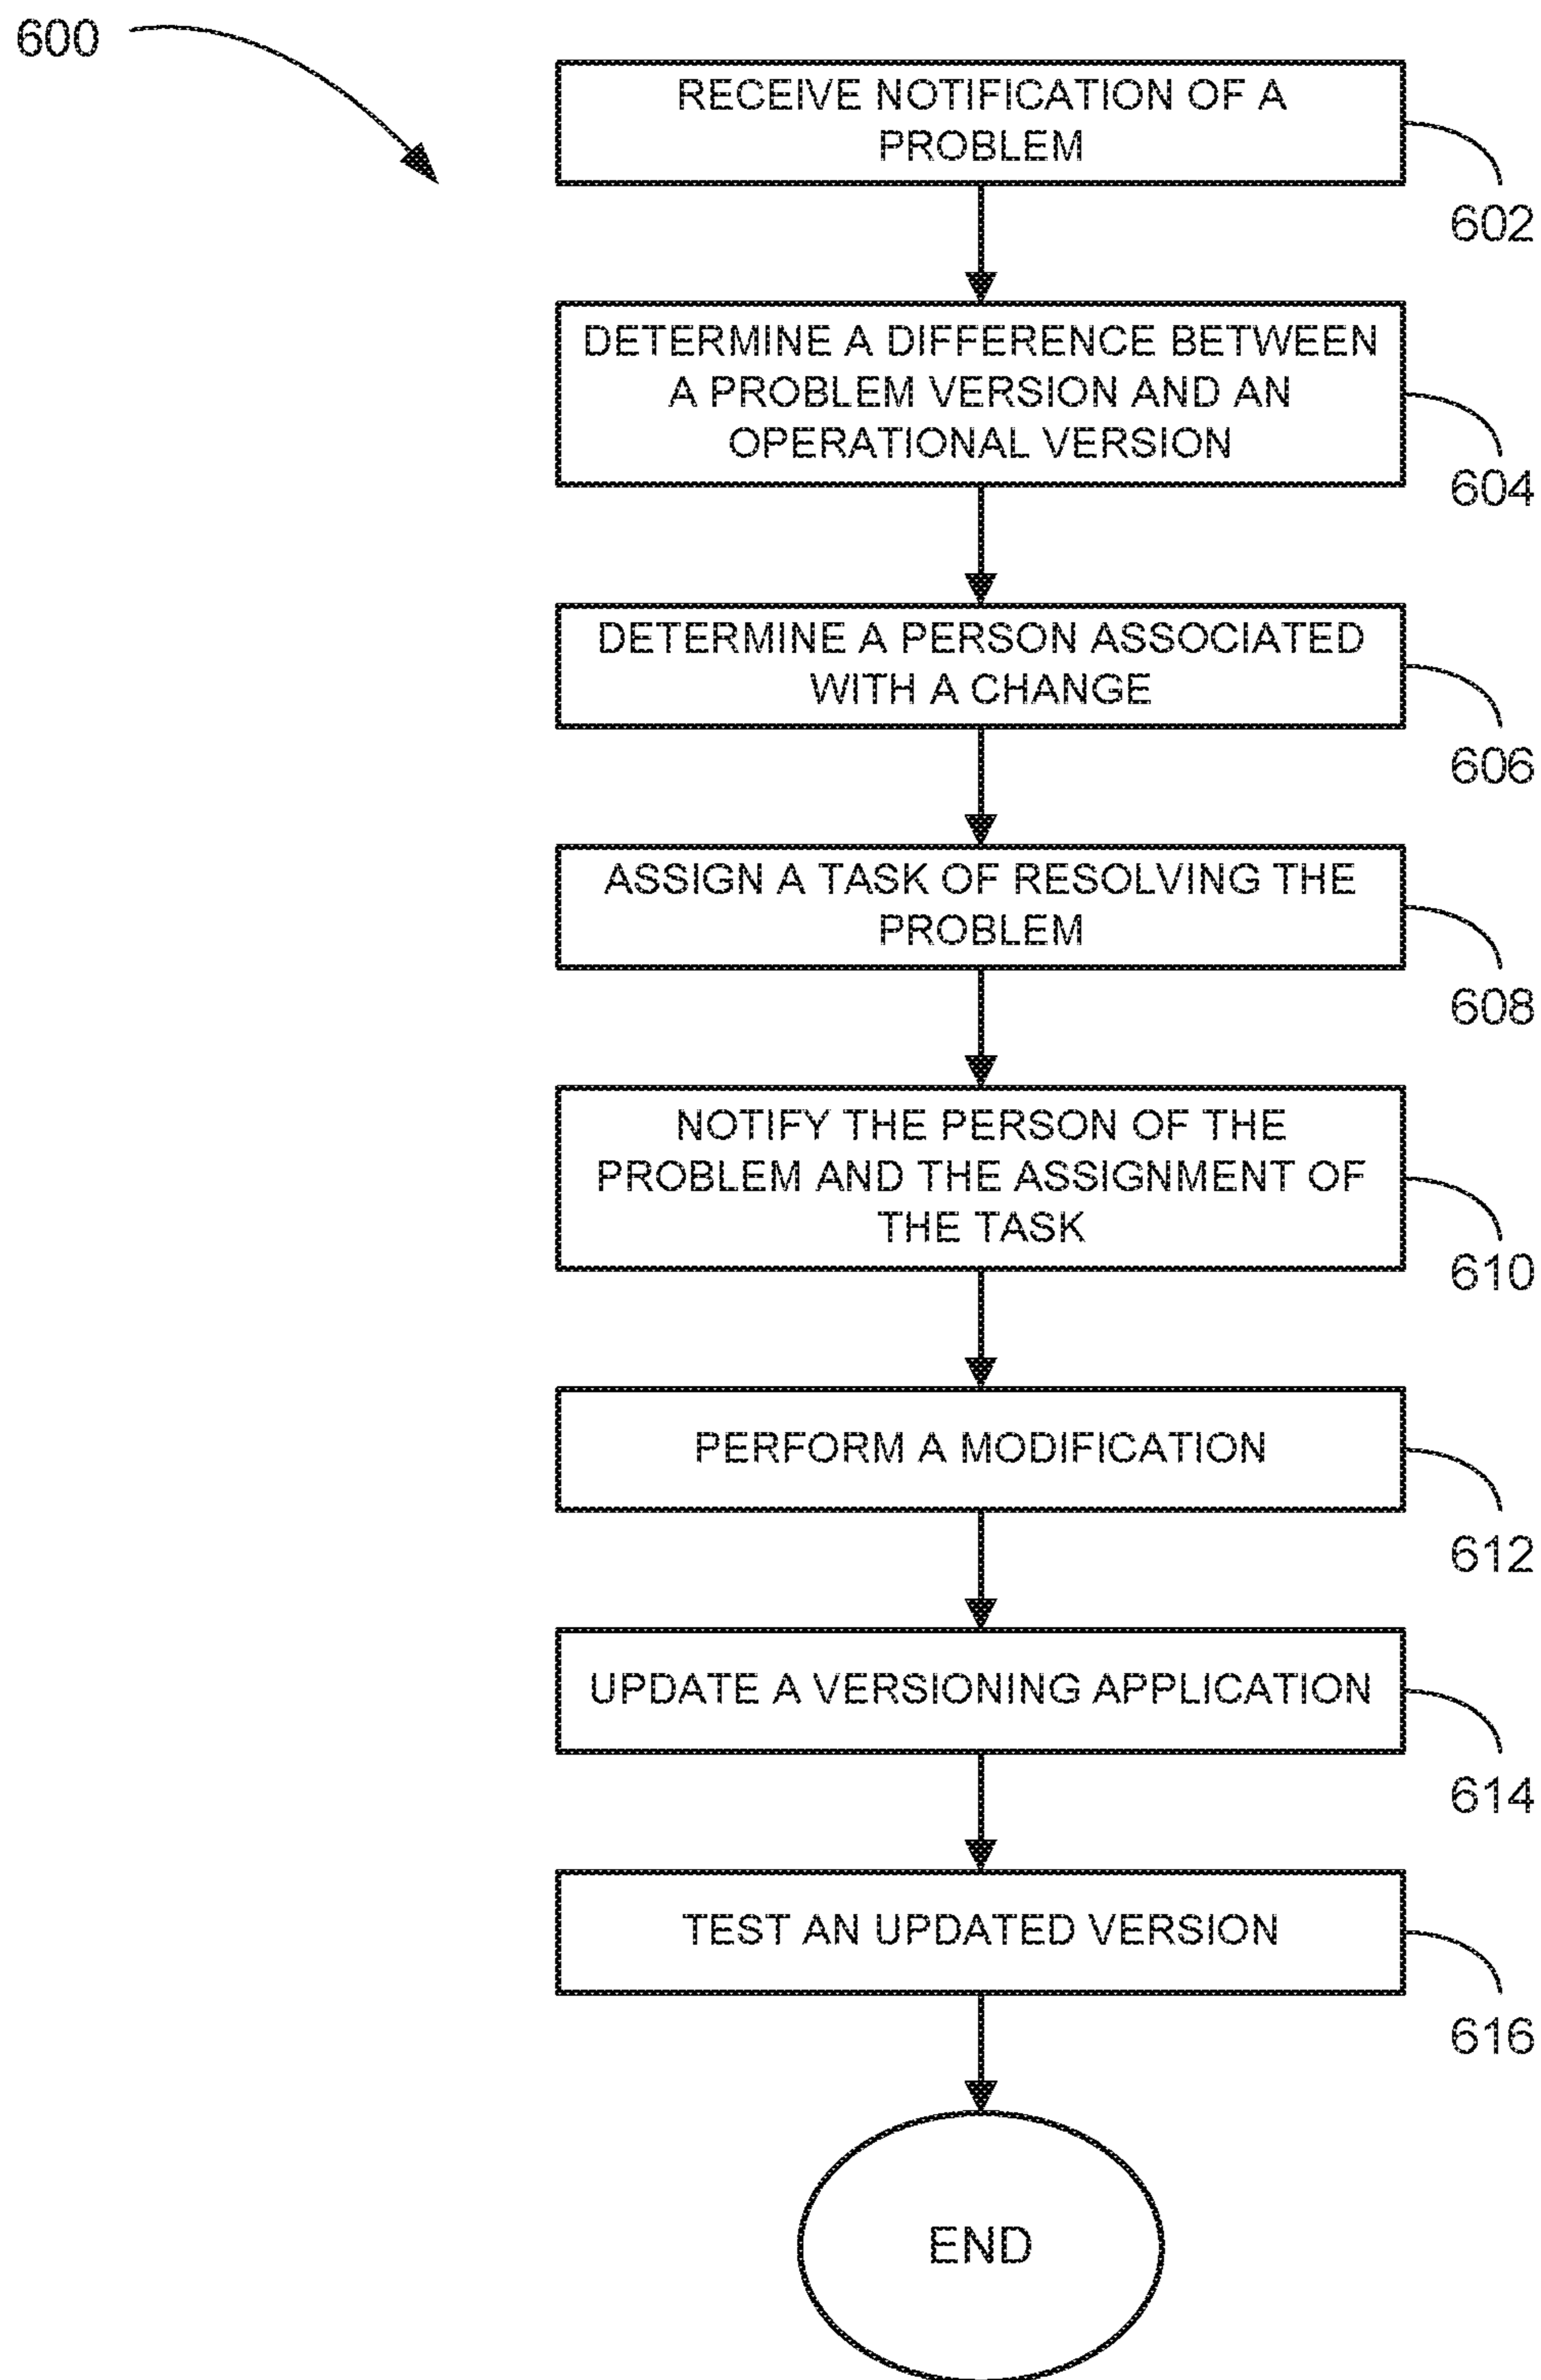 600
RECEIVE NOTIFICATION OF A
PROBLEM
602
DETERMINE A DIFFERENCE BETWEEN
A PROBLEM VERSION AND AN
OPERATIONAL VERSION
604
DETERMINE A PERSON ASSOCIATED
WITH A CHANGE
606
ASSIGN A TASK OF RESOLVING THE
PROBLEM
608
NOTIFY THE PERSON OF THE
PROBLEM AND THE ASSIGNMENT OF
THE TASK
610
PERFORM A MODIFICATION
612
UPDATE A VERSIONING APPLICATION
614
TEST AN UPDATED VERSION
616
END